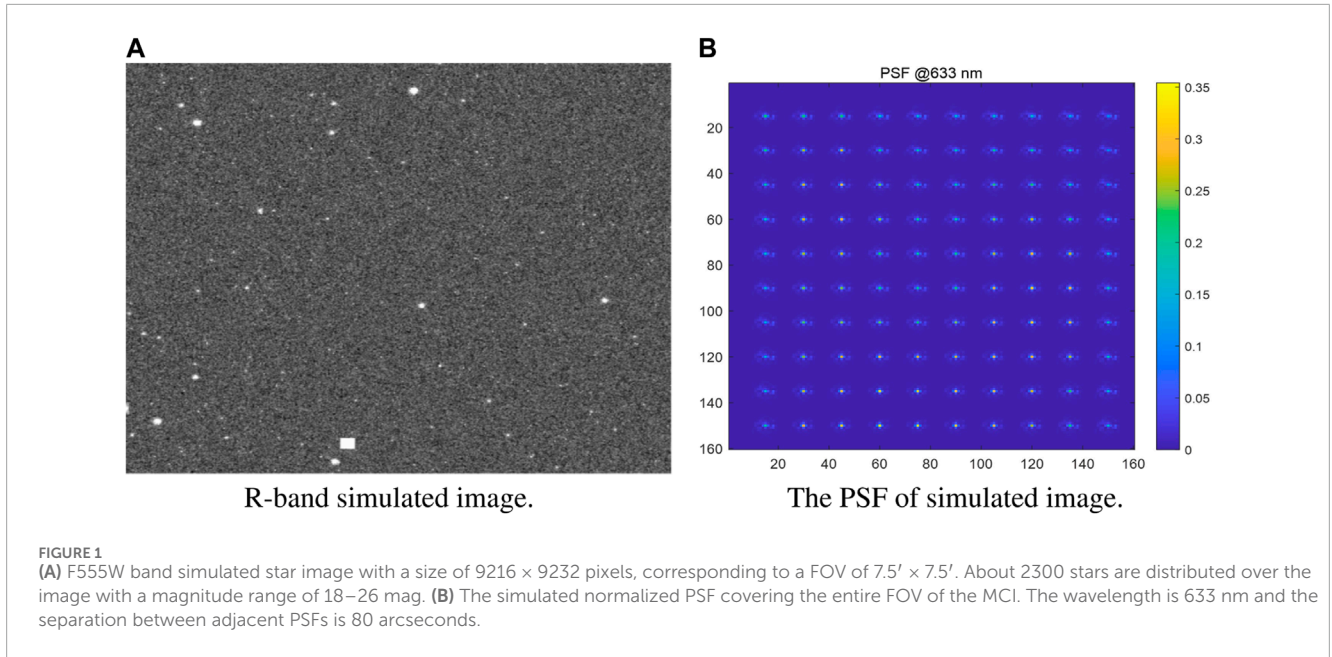 A
B
PSF @633 nm
20
40
60
80
100
120
140
160
20
40
60
80
100
120
140
160
0.35
0.3
0.25
0.2
0.15
0.1
0.05
0
R-band simulated image.
The PSF of simulated image.
FIGURE 1
(A) F555W band simulated star image with a size of 9216 × 9232 pixels, corresponding to a FOV of 7.5′ × 7.5′. About 2300 stars are distributed over the
image with a magnitude range of 18–26 mag. (B) The simulated normalized PSF covering the entire FOV of the MCI. The wavelength is 633 nm and the
separation between adjacent PSFs is 80 arcseconds.